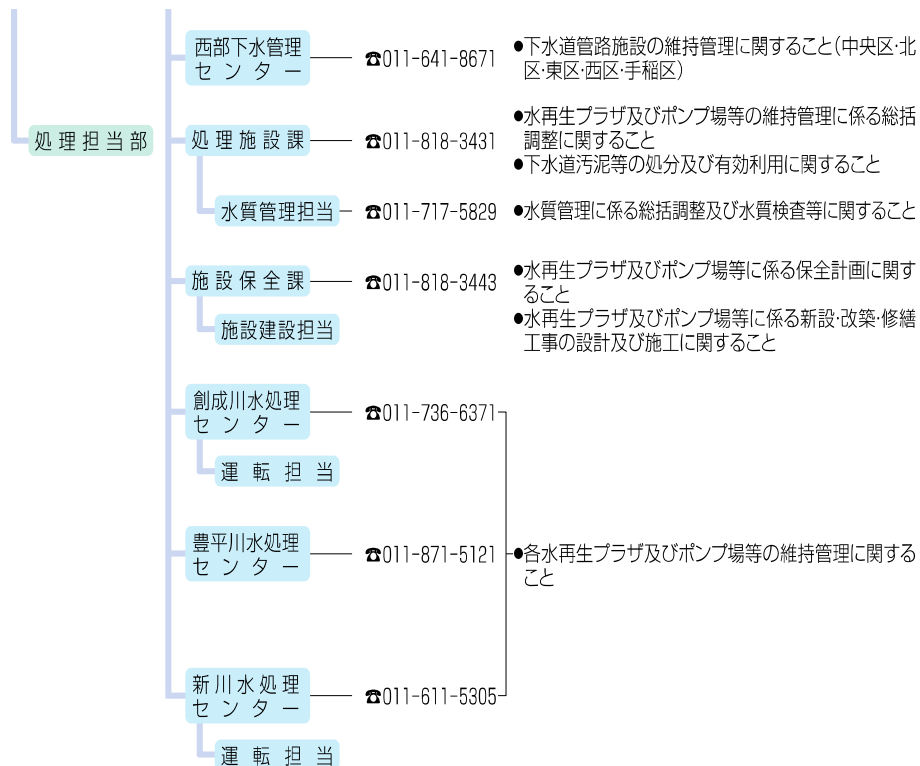 西部下水管理
センター
☎011-641-8671
●下水道管路施設の維持管理に関すること(中央区・北
区・東区・西区・手稲区)
処理担当部
処理施設課
☎011-818-3431
●水再生プラザ及びポンプ場等の維持管理に係る総括
調整に関すること
●下水道汚泥等の処分及び有効利用に関すること
水質管理担当
☎011-717-5829
●水質管理に係る総括調整及び水質検査等に関すること
施設保全課
☎011-818-3443
●水再生プラザ及びポンプ場等に係る保全計画に関す
ること
●水再生プラザ及びポンプ場等に係る新設・改築・修繕
工事の設計及び施工に関すること
施設建設担当
創成川水処理
センター
☎011-736-6371
運転担当
豊平川水処理
センター
☎011-871-5121
●各水再生プラザ及びポンプ場等の維持管理に関する
こと
新川水処理
センター
☎011-611-5305
運転担当